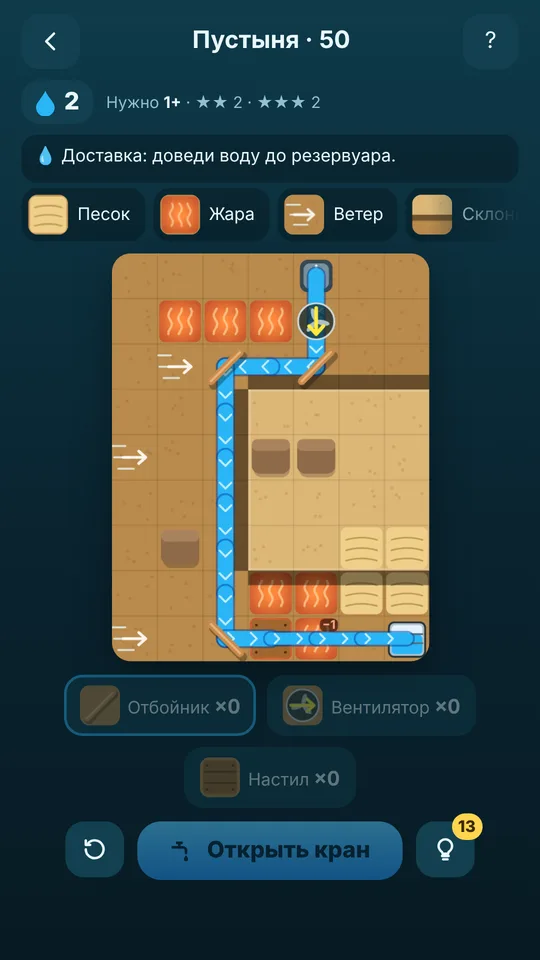 Пустыня · 50
?
2
Нужно 1+ · ★★ 2 · ★★★ 2
Доставка: доведи воду до резервуара.
Песок
Жара
Ветер
Склон
−1
Отбойник ×0
Вентилятор ×0
Настил ×0
13
Открыть кран